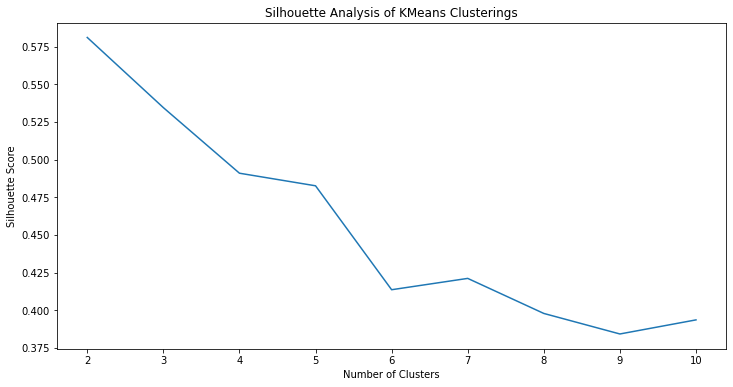 Silhouette Analysis of KMeans Clusterings
0.575
0.550
0.525
0.500
0.475
0.450
0.425
0.400
0.375
Silhouette Score
2 3 4 5 6 7 8 9 10
Number of Clusters